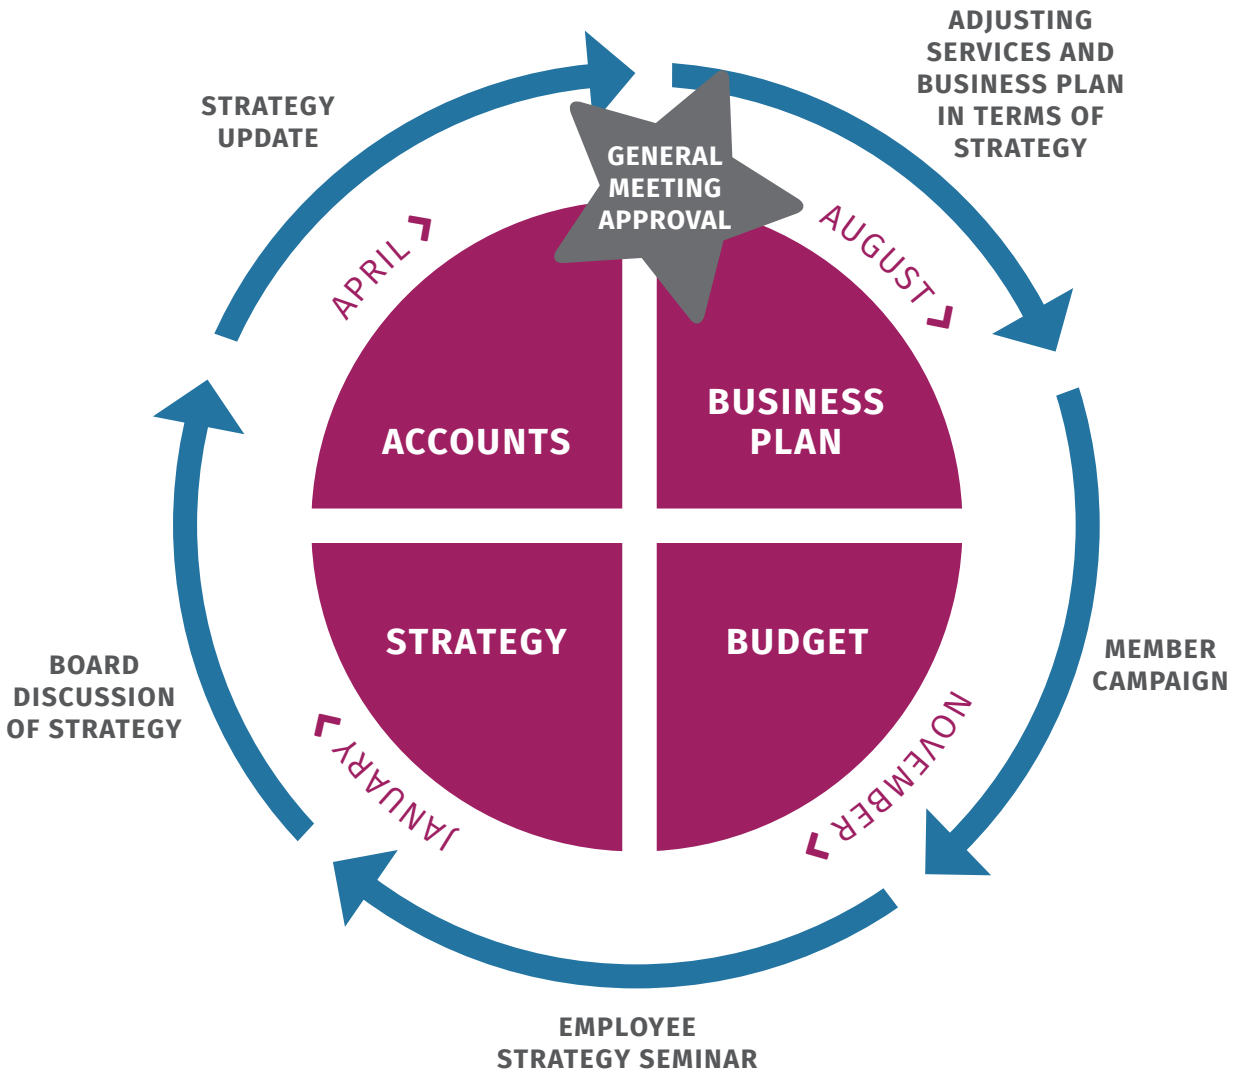 ADJUSTING
SERVICES AND
BUSINESS PLAN
IN TERMS OF
STRATEGY
STRATEGY
UPDATE
GENERAL
MEETING
APPROVAL
APRIL
AUGUST
ACCOUNTS
BUSINESS
PLAN
STRATEGY
BUDGET
MEMBER
CAMPAIGN
BOARD
DISCUSSION
OF STRATEGY
JANUARY
NOVEMBER
EMPLOYEE
STRATEGY SEMINAR